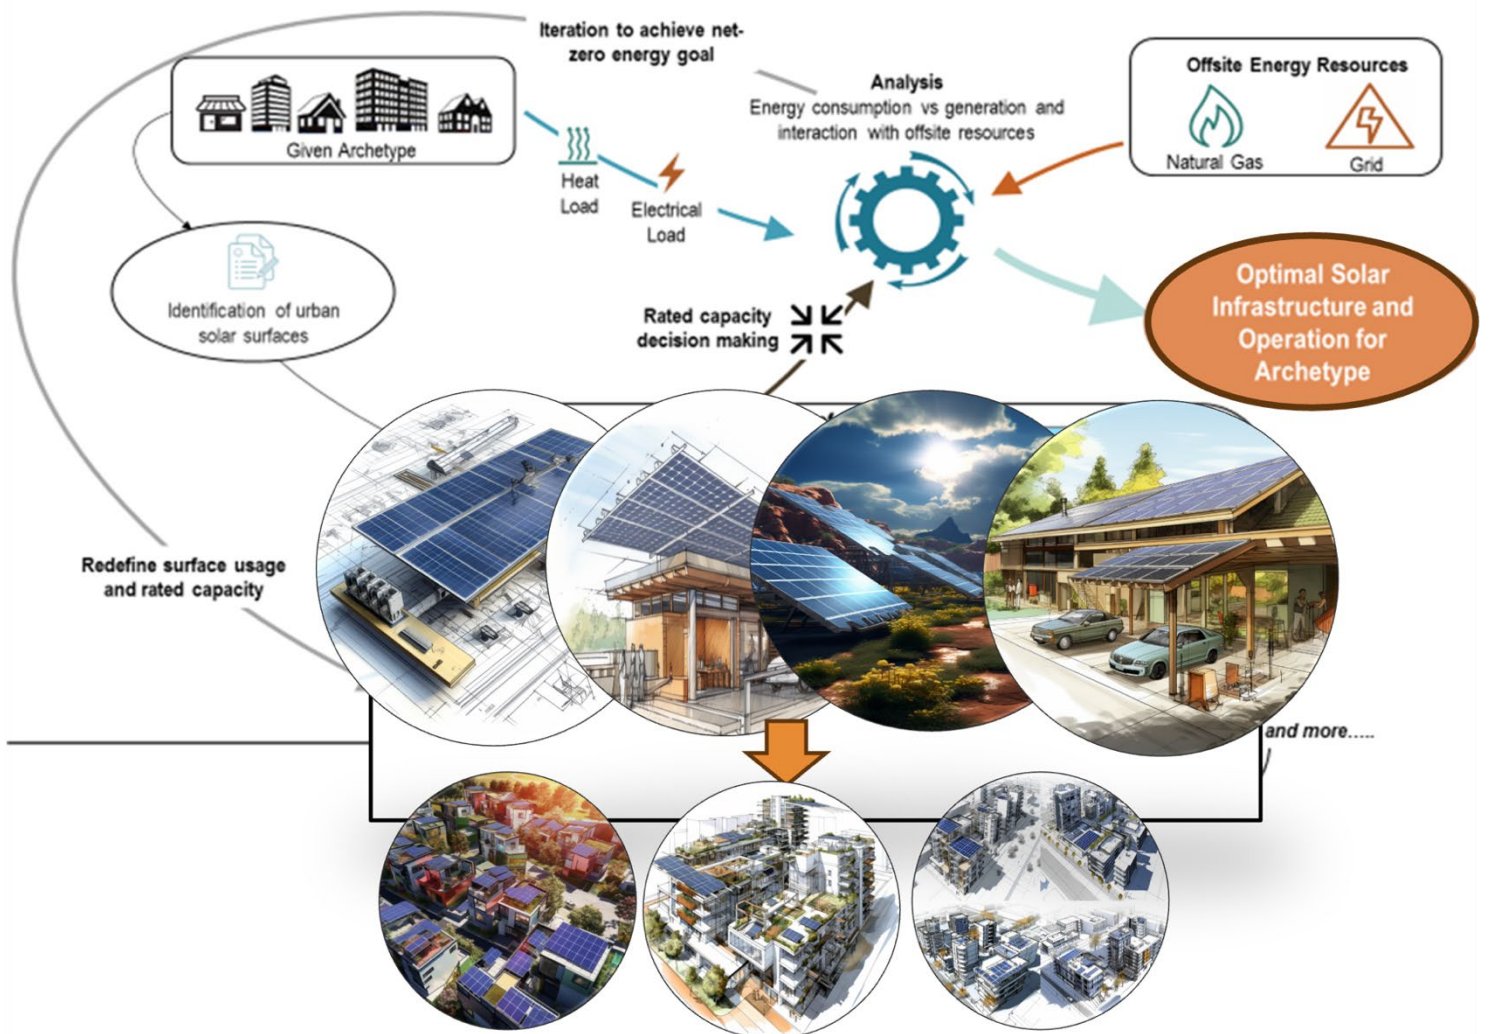 Iteration to achieve net-
zero energy goal
Given Archetype
Heat
Load
Electrical
Load
Analysis
Energy consumption vs generation and
interaction with offsite resources
Offsite Energy Resources
Natural Gas
Grid
Identification of urban
solar surfaces
Rated capacity
decision making
Optimal Solar
Infrastructure and
Operation for
Archetype
Redefine surface usage
and rated capacity
and more.....